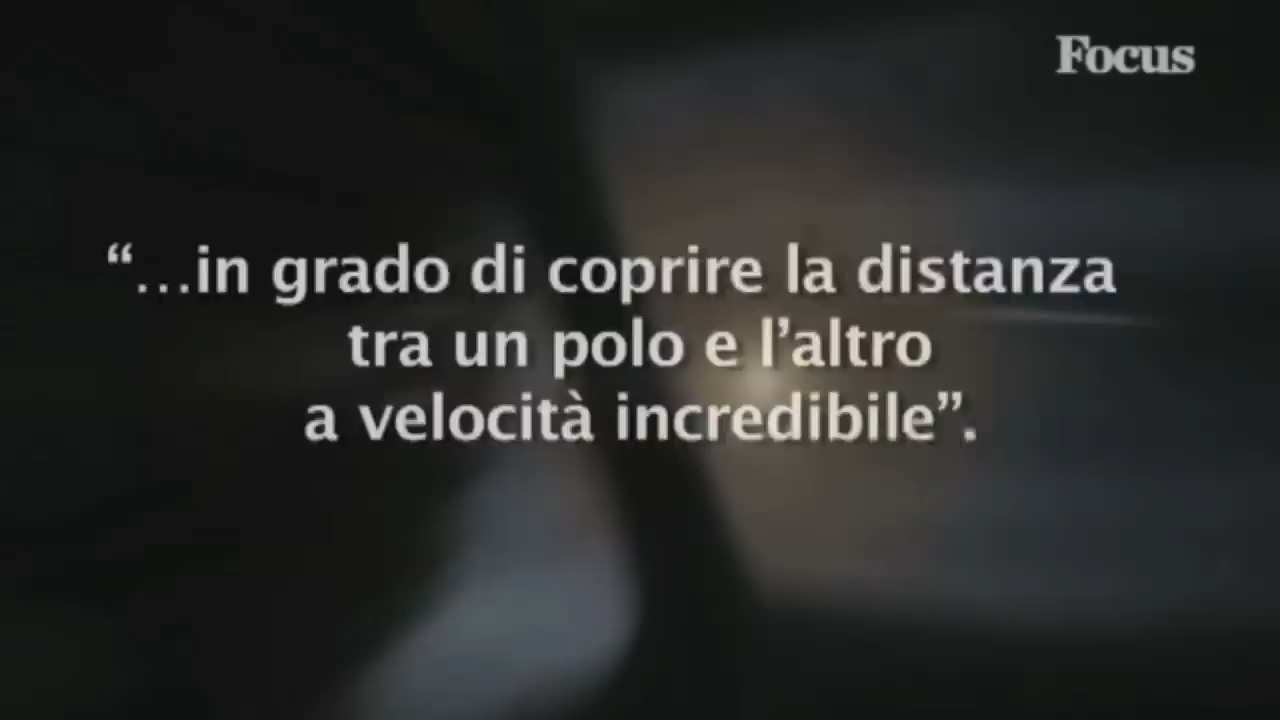 Focus
“…in grado di coprire la distanza
tra un polo e l’altro
a velocità incredibile”.